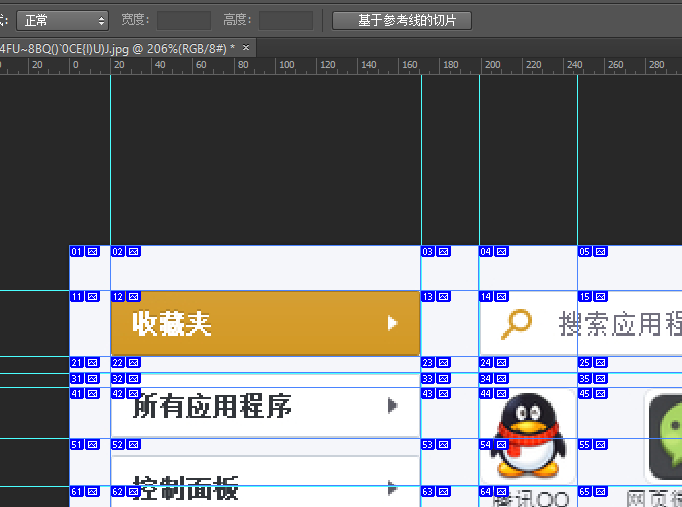 式: 正常 宽度: 高度: 基于参考线的切片
4FU~8BQ()`0CE{I)U)J.jpg @ 206%(RGB/8#) * ×
20 0 20 40 60 80 100 120 140 160 180 200 220 240 260 280
01 02 03 04 05
11 12 13 14 15
收藏夹 搜索应用程
21 22 23 24 25
31 32 33 34 35
41 42 43 44 45
所有应用程序
51 52 53 54 55
61 62 63 64 65
控制面板
腾讯QQ 网页微